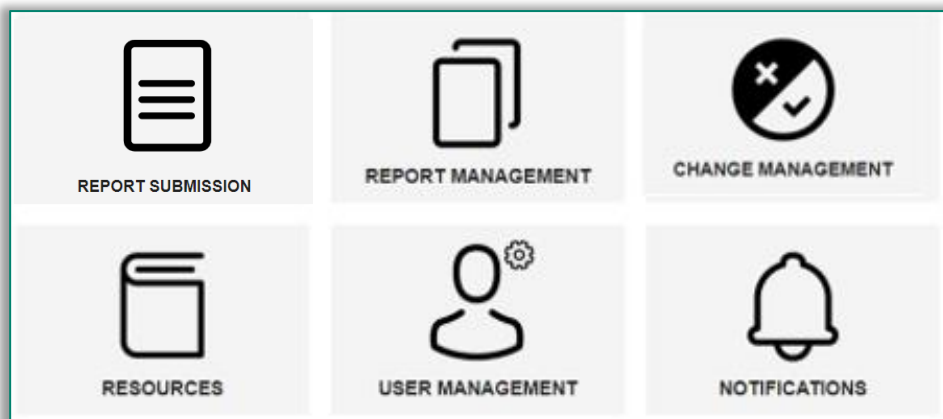 REPORT SUBMISSION
REPORT MANAGEMENT
CHANGE MANAGEMENT
RESOURCES
USER MANAGEMENT
NOTIFICATIONS